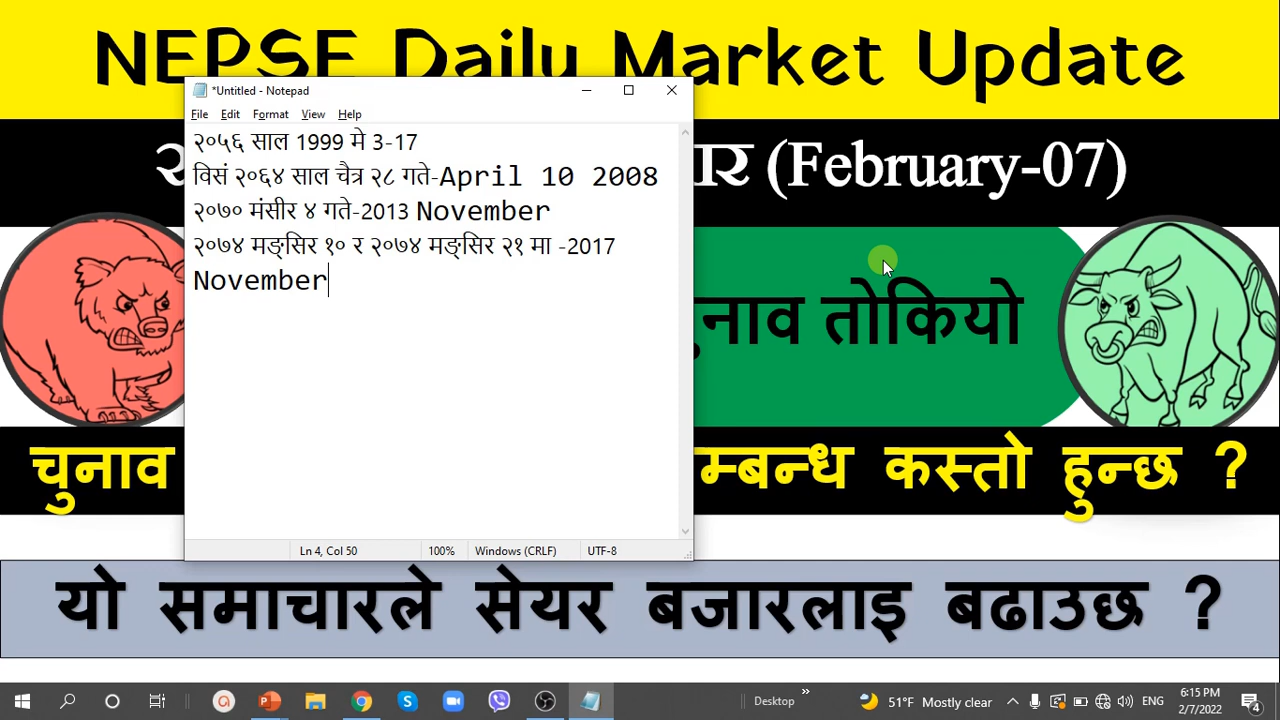 NEPSE Daily Market Update
*Untitled - Notepad
File Edit Format View Help
(February-07)
२०५६ साल 1999 मे 3-17
विसं २०६४ साल चैत्र २८ गते-April 10 2008
२०७० मंसीर ४ गते-2013 November
२०७४ मङ्सिर १० र २०७४ मङ्सिर २१ मा -2017
November
तोकियो
Ln 4, Col 50 100% Windows (CRLF) UTF-8
चुनाव म्बन्ध कस्तो हुन्छ ?
यो समाचारले सेयर बजारलाइ बढाउछ ?
Desktop
51°F Mostly clear
ENG
6:15 PM
2/7/2022
4